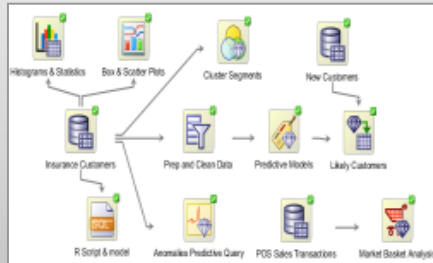 Histograms & Statistics
Box & Scatter Plots
Cluster Segments
New Customers
Insurance Customers
Prep and Clean Data
Predictive Models
Likely Customers
SQL
R Script & model
Anomalies Predictive Query
POS Sales Transactions
Market Basket Analysis